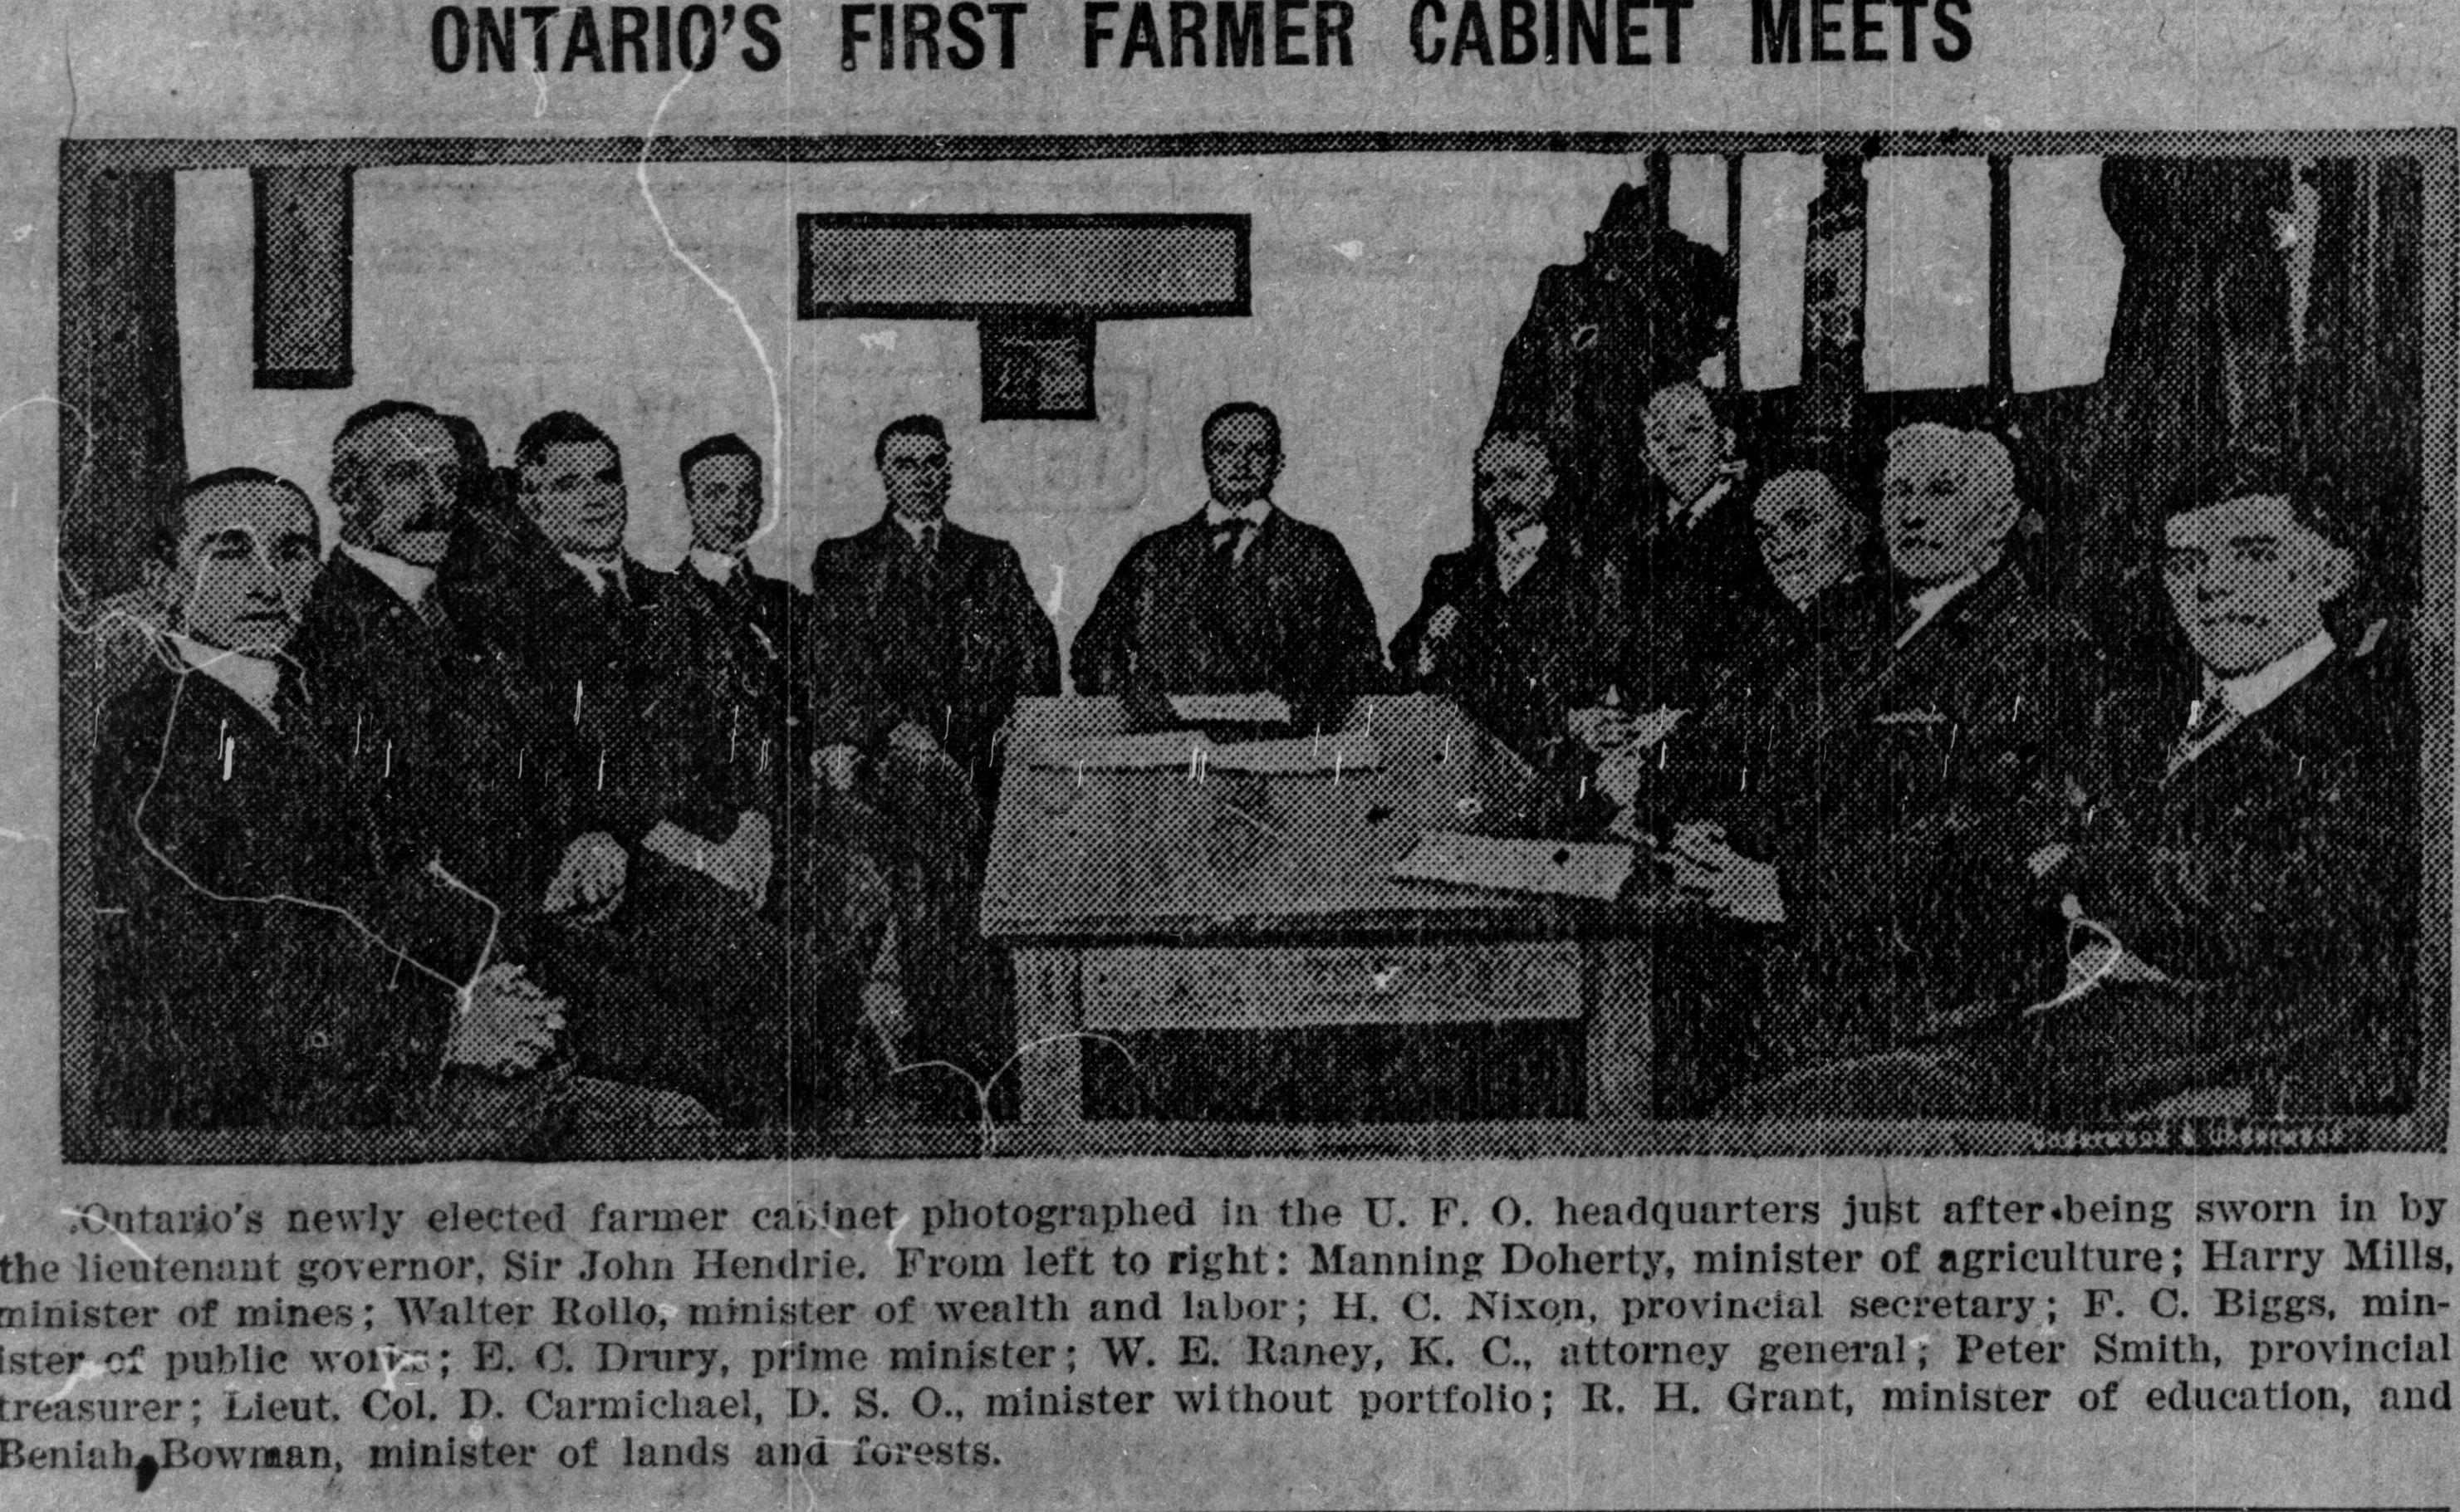 ONTARIO'S FIRST FARMER CABINET MEETS
Underwood & Underwood
Ontario's newly elected farmer cabinet photographed in the U. F. O. headquarters just after being sworn in by
the lieutenant governor, Sir John Hendrie. From left to right: Manning Doherty, minister of agriculture; Harry Mills,
minister of mines; Walter Rollo, minister of wealth and labor; H. C. Nixon, provincial secretary; F. C. Biggs, min-
ister of public works; E. C. Drury, prime minister; W. E. Raney, K. C., attorney general; Peter Smith, provincial
treasurer; Lieut. Col. D. Carmichael, D. S. O., minister without portfolio; R. H. Grant, minister of education, and
Beniah Bowman, minister of lands and forests.